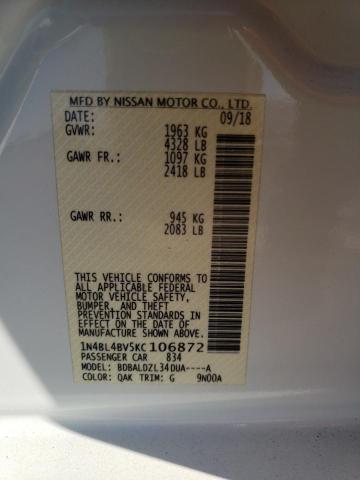 MFD BY NISSAN MOTOR CO., LTD.
DATE: 09/18
GVWR: 1963 KG
4328 LB
GAWR FR.: 1097 KG
2418 LB
GAWR RR.: 945 KG
2083 LB
THIS VEHICLE CONFORMS TO
ALL APPLICABLE FEDERAL
MOTOR VEHICLE SAFETY,
BUMPER, AND THEFT
PREVENTION STANDARDS IN
EFFECT ON THE DATE OF
MANUFACTURE SHOWN ABOVE.
1N4BL4BV5KC106872
PASSENGER CAR 834
MODEL: BDBALDZL34DUA----A
COLOR: QAK TRIM: G 9N00A